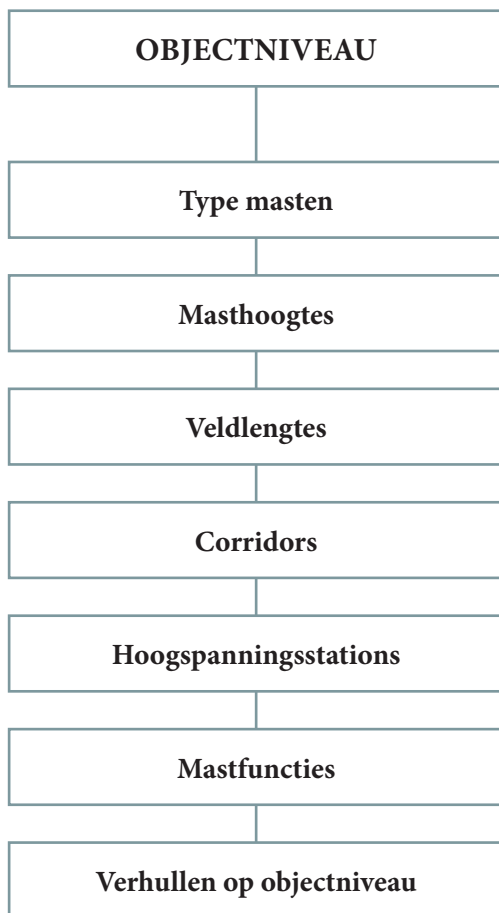 OBJECTNIVEAU
Type masten
Masthoogtes
Veldlengtes
Corridors
Hoogspanningsstations
Mastfuncties
Verhullen op objectniveau